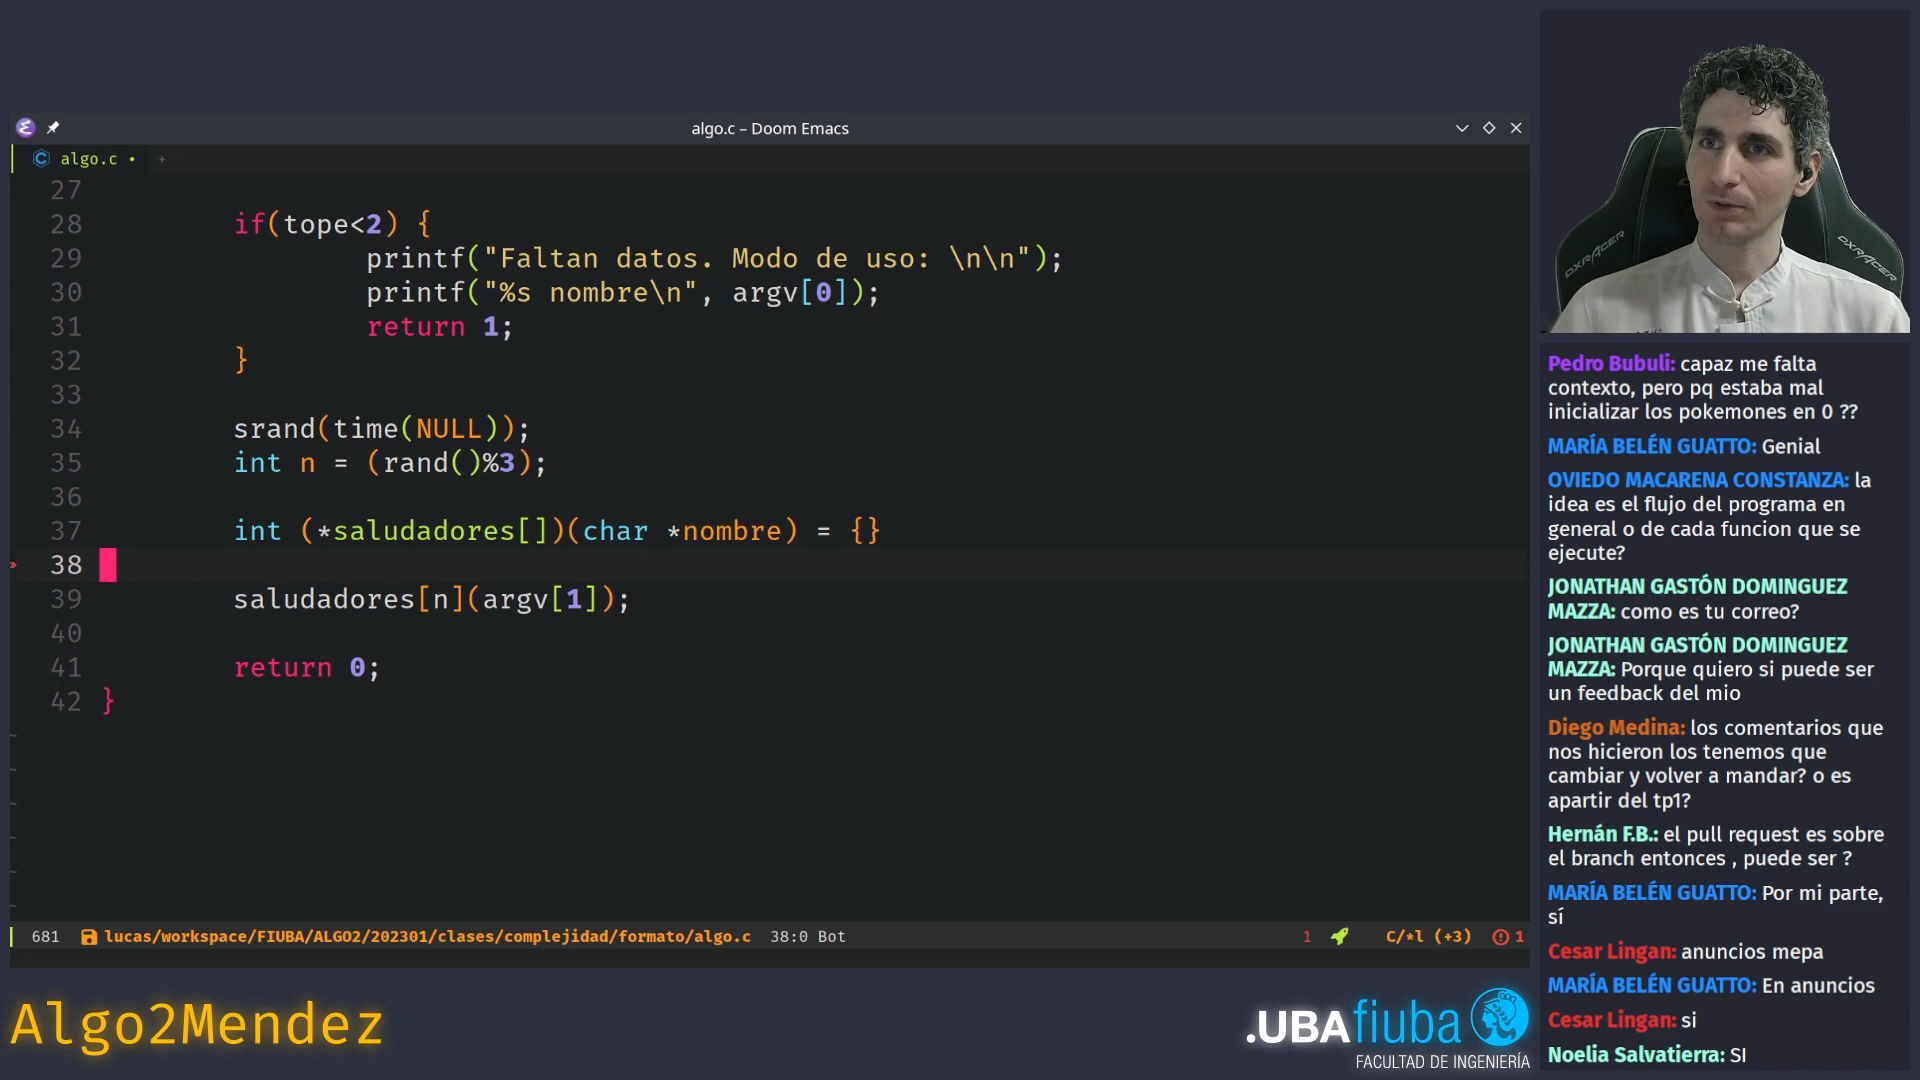 algo.c – Doom Emacs
algo.c • +
27
28 if(tope<2) {
29 printf("Faltan datos. Modo de uso: \n\n");
30 printf("%s nombre\n", argv[0]);
31 return 1;
32 }
33
34 srand(time(NULL));
35 int n = (rand()%3);
36
37 int (*saludadores[])(char *nombre) = {}
38
39 saludadores[n](argv[1]);
40
41 return 0;
42 }
681 lucas/workspace/FIUBA/ALGO2/202301/clases/complejidad/formato/algo.c 38:0 Bot 1 C/*l (+3) 1
Algo2Mendez
.UBAfiuba
FACULTAD DE INGENIERÍA
DXRACER
DXRACER
Pedro Bubuli: capaz me falta
contexto, pero pq estaba mal
inicializar los pokemones en 0 ??
MARÍA BELÉN GUATTO: Genial
OVIEDO MACARENA CONSTANZA: la
idea es el flujo del programa en
general o de cada funcion que se
ejecute?
JONATHAN GASTÓN DOMINGUEZ
MAZZA: como es tu correo?
JONATHAN GASTÓN DOMINGUEZ
MAZZA: Porque quiero si puede ser
un feedback del mio
Diego Medina: los comentarios que
nos hicieron los tenemos que
cambiar y volver a mandar? o es
apartir del tp1?
Hernán F.B.: el pull request es sobre
el branch entonces , puede ser ?
MARÍA BELÉN GUATTO: Por mi parte,
sí
Cesar Lingan: anuncios mepa
MARÍA BELÉN GUATTO: En anuncios
Cesar Lingan: si
Noelia Salvatierra: SI